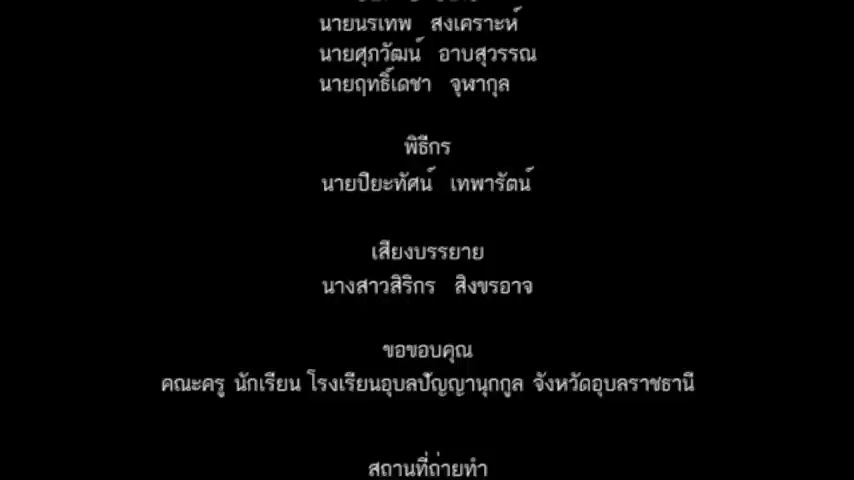 นายนรเทพ สงเคราะห์
นายศุภวัฒน์ อาบสุวรรณ
นายฤทธิ์เดชา จุฬากุล
พิธีกร
นายปิยะทัศน์ เทพารัตน์
เสียงบรรยาย
นางสาวสิริกร สิงขรอาจ
ขอขอบคุณ
คณะครู นักเรียน โรงเรียนอุบลปัญญานุกูล จังหวัดอุบลราชธานี
สถานที่ถ่ายทำ